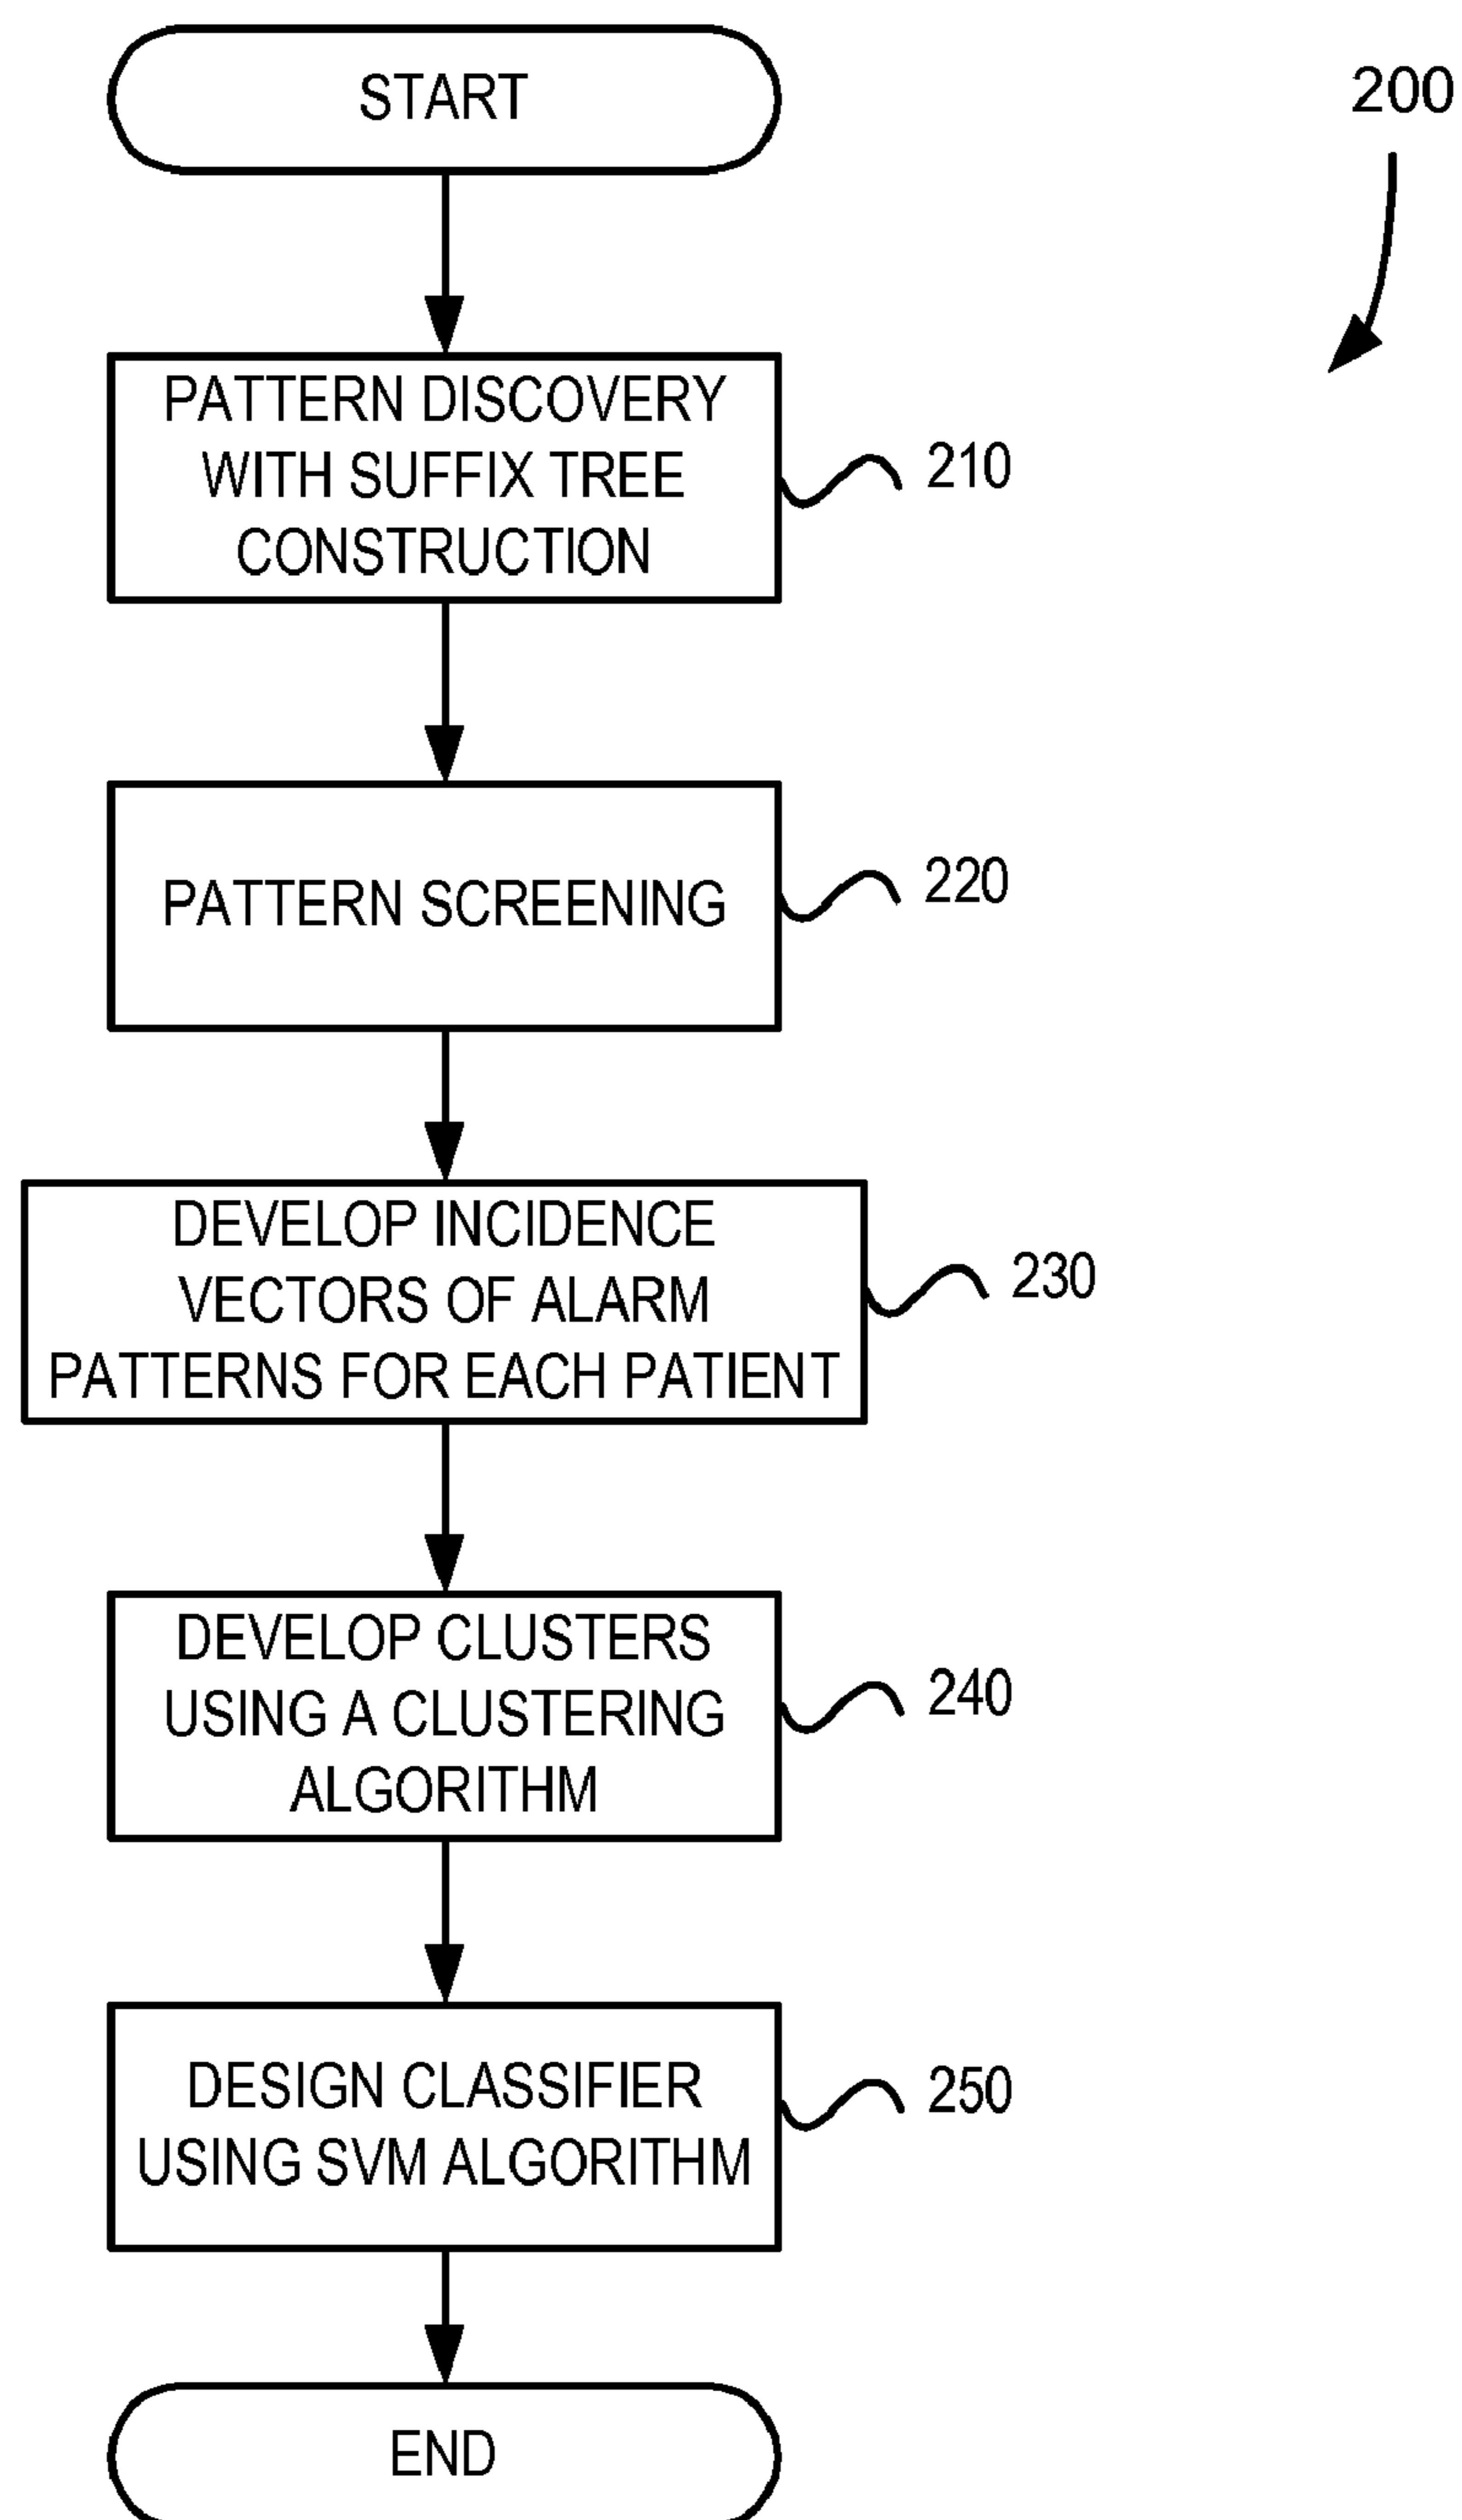 START
200
PATTERN DISCOVERY
WITH SUFFIX TREE
CONSTRUCTION
210
PATTERN SCREENING
220
DEVELOP INCIDENCE
VECTORS OF ALARM
PATTERNS FOR EACH PATIENT
230
DEVELOP CLUSTERS
USING A CLUSTERING
ALGORITHM
240
DESIGN CLASSIFIER
USING SVM ALGORITHM
250
END